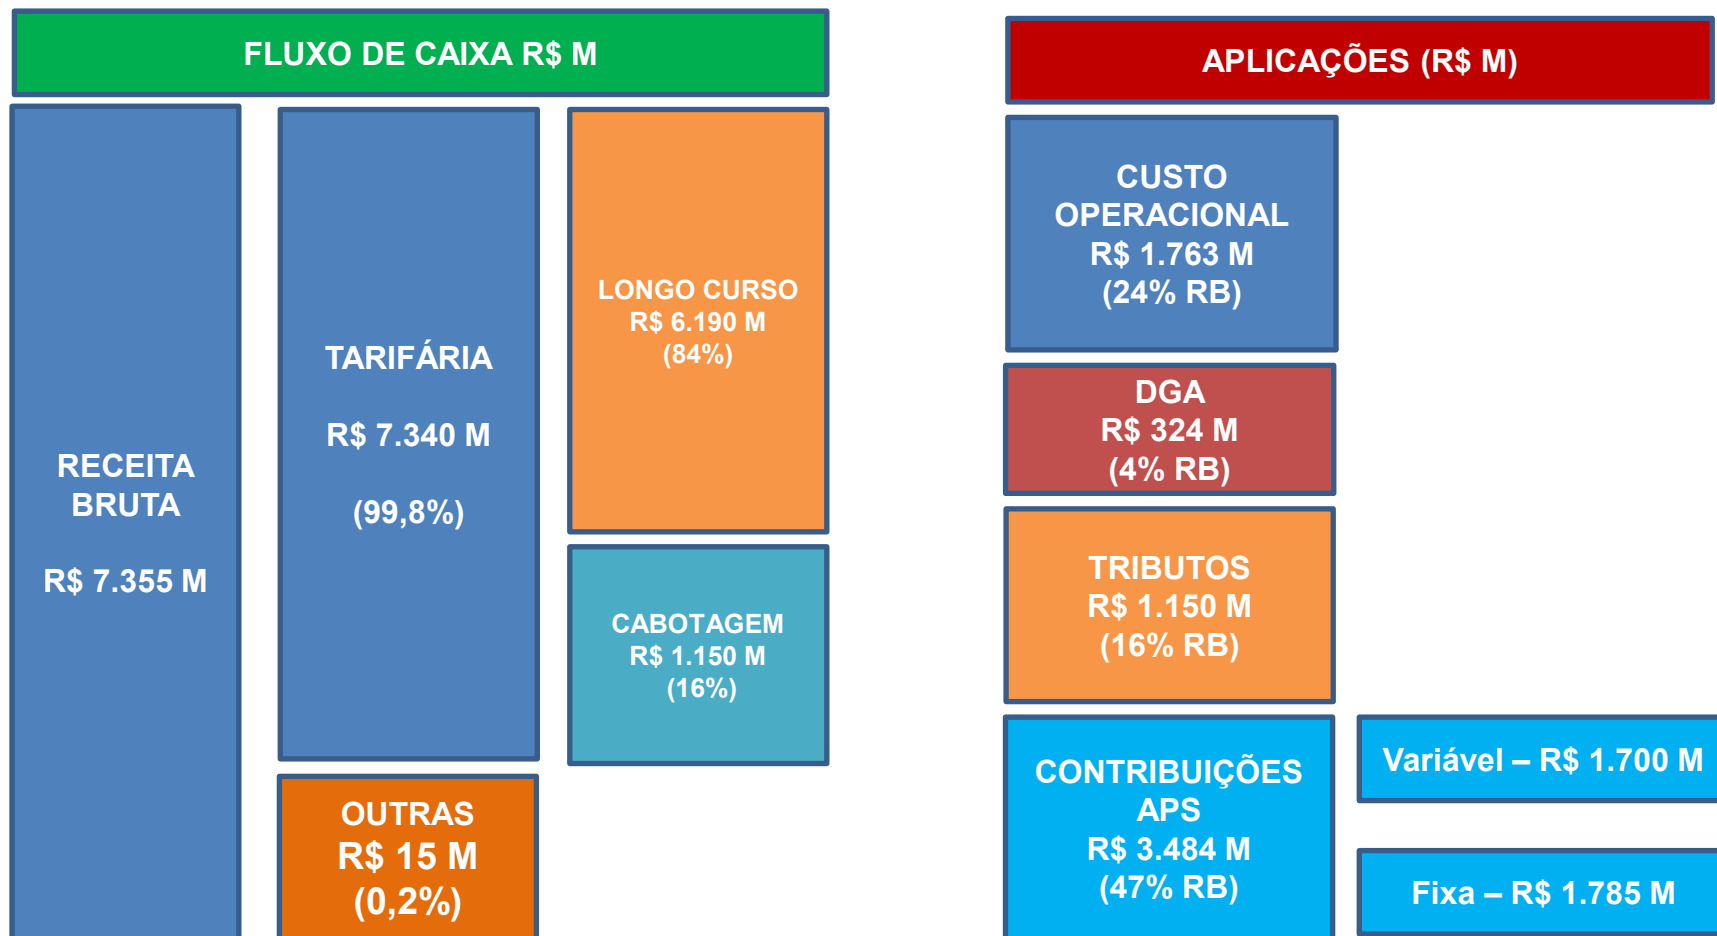 FLUXO DE CAIXA R$ M
RECEITA
BRUTA
R$ 7.355 M
TARIFÁRIA
R$ 7.340 M
(99,8%)
OUTRAS
R$ 15 M
(0,2%)
LONGO CURSO
R$ 6.190 M
(84%)
CABOTAGEM
R$ 1.150 M
(16%)
APLICAÇÕES (R$ M)
CUSTO
OPERACIONAL
R$ 1.763 M
(24% RB)
DGA
R$ 324 M
(4% RB)
TRIBUTOS
R$ 1.150 M
(16% RB)
CONTRIBUIÇÕES
APS
R$ 3.484 M
(47% RB)
Variável – R$ 1.700 M
Fixa – R$ 1.785 M